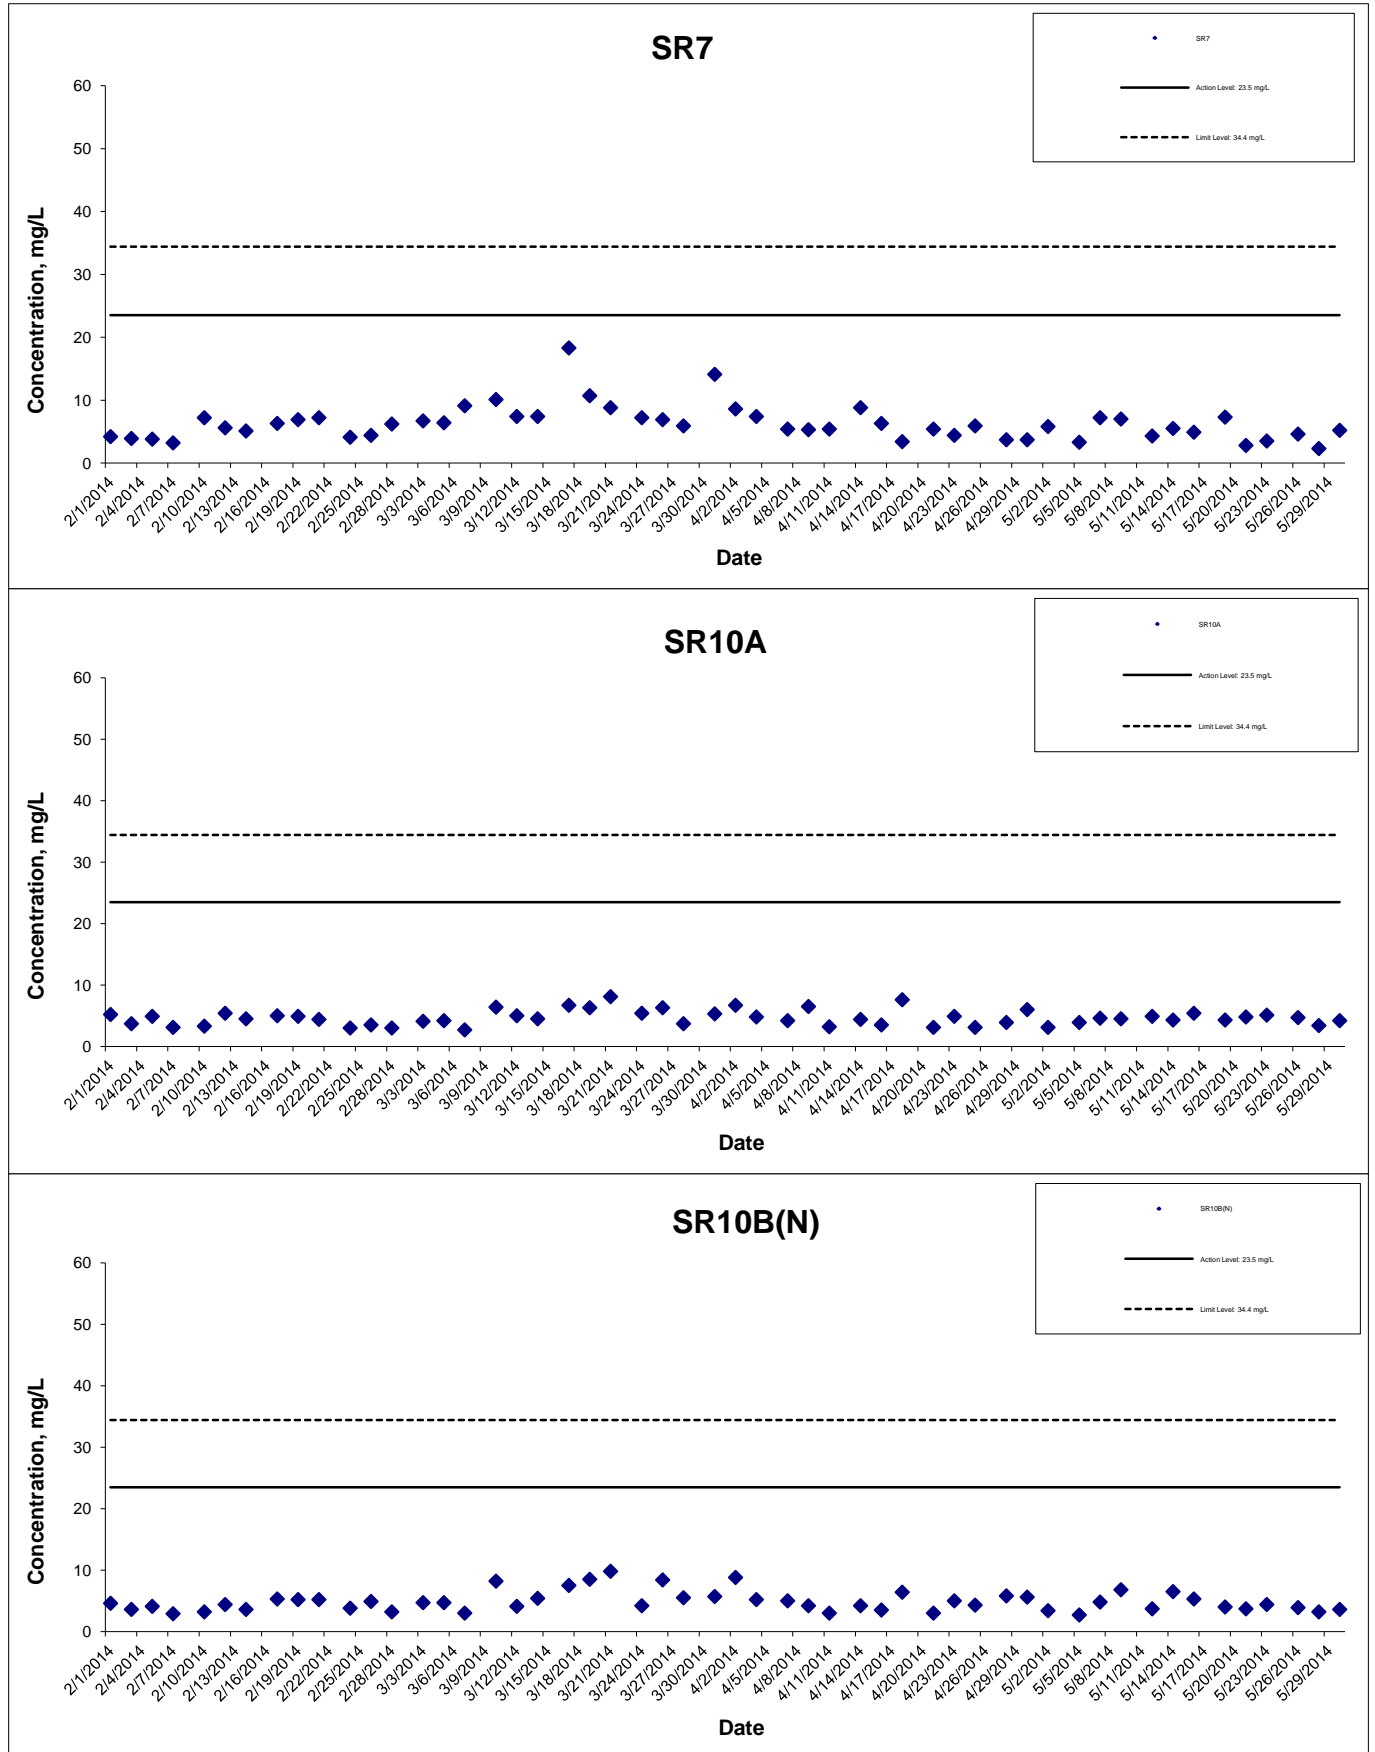 SR7
SR7
Action Level: 23.5 mg/L
Limit Level: 34.4 mg/L
60
50
40
30
20
10
0
Concentration, mg/L
2/1/2014 2/4/2014 2/7/2014 2/10/2014 2/13/2014 2/16/2014 2/19/2014 2/22/2014 2/25/2014 2/28/2014 3/3/2014 3/6/2014 3/9/2014 3/12/2014 3/15/2014 3/18/2014 3/21/2014 3/24/2014 3/27/2014 3/30/2014 4/2/2014 4/5/2014 4/8/2014 4/11/2014 4/14/2014 4/17/2014 4/20/2014 4/23/2014 4/26/2014 4/29/2014 5/2/2014 5/5/2014 5/8/2014 5/11/2014 5/14/2014 5/17/2014 5/20/2014 5/23/2014 5/26/2014 5/29/2014
Date
SR10A
SR10A
Action Level: 23.5 mg/L
Limit Level: 34.4 mg/L
60
50
40
30
20
10
0
Concentration, mg/L
2/1/2014 2/4/2014 2/7/2014 2/10/2014 2/13/2014 2/16/2014 2/19/2014 2/22/2014 2/25/2014 2/28/2014 3/3/2014 3/6/2014 3/9/2014 3/12/2014 3/15/2014 3/18/2014 3/21/2014 3/24/2014 3/27/2014 3/30/2014 4/2/2014 4/5/2014 4/8/2014 4/11/2014 4/14/2014 4/17/2014 4/20/2014 4/23/2014 4/26/2014 4/29/2014 5/2/2014 5/5/2014 5/8/2014 5/11/2014 5/14/2014 5/17/2014 5/20/2014 5/23/2014 5/26/2014 5/29/2014
Date
SR10B(N)
SR10B(N)
Action Level: 23.5 mg/L
Limit Level: 34.4 mg/L
60
50
40
30
20
10
0
Concentration, mg/L
2/1/2014 2/4/2014 2/7/2014 2/10/2014 2/13/2014 2/16/2014 2/19/2014 2/22/2014 2/25/2014 2/28/2014 3/3/2014 3/6/2014 3/9/2014 3/12/2014 3/15/2014 3/18/2014 3/21/2014 3/24/2014 3/27/2014 3/30/2014 4/2/2014 4/5/2014 4/8/2014 4/11/2014 4/14/2014 4/17/2014 4/20/2014 4/23/2014 4/26/2014 4/29/2014 5/2/2014 5/5/2014 5/8/2014 5/11/2014 5/14/2014 5/17/2014 5/20/2014 5/23/2014 5/26/2014 5/29/2014
Date